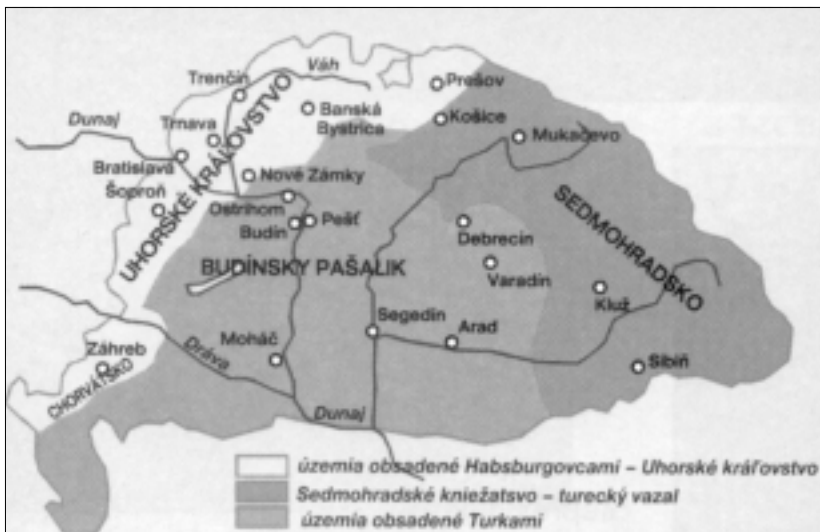 Váh
Trenčín
Prešov
Dunaj
Trnava
Banská
Bystrica
Košice
Mukačevo
Bratislava
Šoproň
Nové Zámky
UHORSKÉ KRÁĽOVSTVO
Ostrihom
Budín
Pešť
Debrecín
SEDMOHRADSKO
BUDÍNSKY PAŠALIK
Varadín
Kluž
Segedín
Arad
Moháč
Záhreb
Dráva
Sibiň
CHORVÁTSKO
Dunaj
územia obsadené Habsburgovcami – Uhorské kráľovstvo
Sedmohradské kniežatsvo – turecký vazal
územia obsadené Turkami